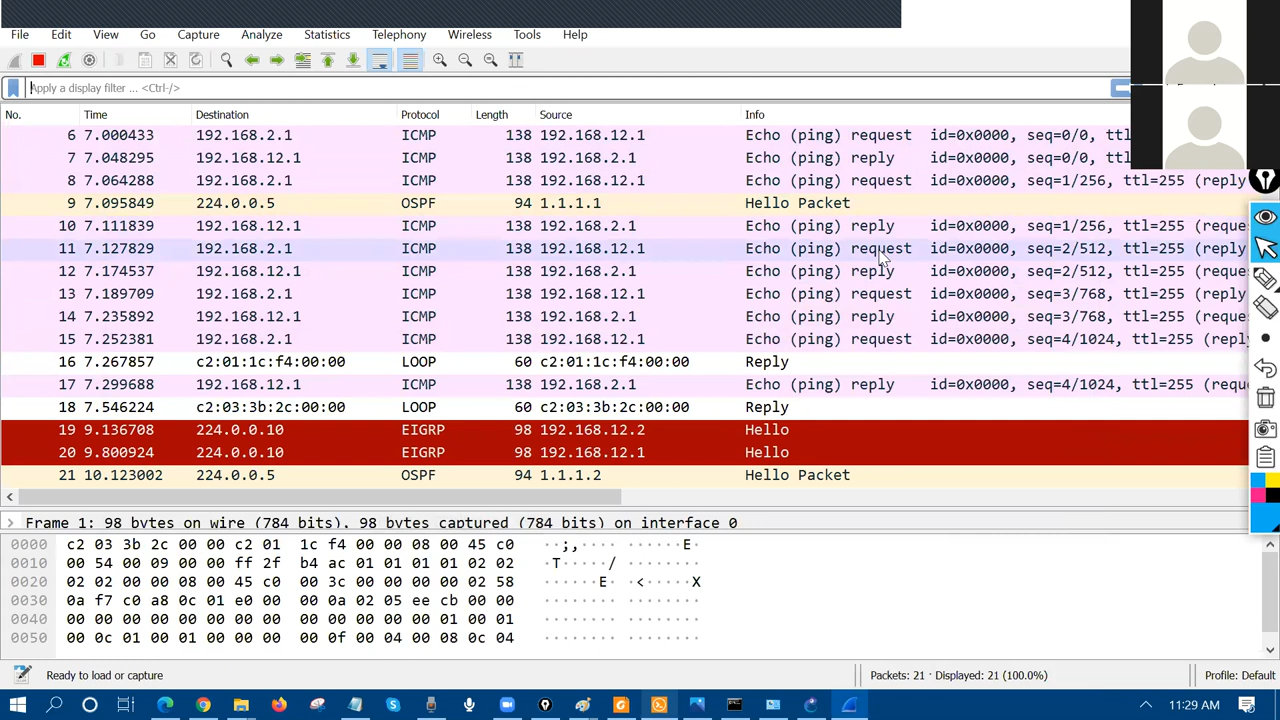 File Edit View Go Capture Analyze Statistics Telephony Wireless Tools Help
Apply a display filter ... <Ctrl-/>
No. Time Destination Protocol Length Source Info
6 7.000433 192.168.2.1 ICMP 138 192.168.12.1 Echo (ping) request id=0x0000, seq=0/0, ttl
7 7.048295 192.168.12.1 ICMP 138 192.168.2.1 Echo (ping) reply id=0x0000, seq=0/0, ttl
8 7.064288 192.168.2.1 ICMP 138 192.168.12.1 Echo (ping) request id=0x0000, seq=1/256, ttl=255 (reply
9 7.095849 224.0.0.5 OSPF 94 1.1.1.1 Hello Packet
10 7.111839 192.168.12.1 ICMP 138 192.168.2.1 Echo (ping) reply id=0x0000, seq=1/256, ttl=255 (reque
11 7.127829 192.168.2.1 ICMP 138 192.168.12.1 Echo (ping) request id=0x0000, seq=2/512, ttl=255 (reply
12 7.174537 192.168.12.1 ICMP 138 192.168.2.1 Echo (ping) reply id=0x0000, seq=2/512, ttl=255 (reques
13 7.189709 192.168.2.1 ICMP 138 192.168.12.1 Echo (ping) request id=0x0000, seq=3/768, ttl=255 (reply
14 7.235892 192.168.12.1 ICMP 138 192.168.2.1 Echo (ping) reply id=0x0000, seq=3/768, ttl=255 (reques
15 7.252381 192.168.2.1 ICMP 138 192.168.12.1 Echo (ping) request id=0x0000, seq=4/1024, ttl=255 (repl
16 7.267857 c2:01:1c:f4:00:00 LOOP 60 c2:01:1c:f4:00:00 Reply
17 7.299688 192.168.12.1 ICMP 138 192.168.2.1 Echo (ping) reply id=0x0000, seq=4/1024, ttl=255 (requ
18 7.546224 c2:03:3b:2c:00:00 LOOP 60 c2:03:3b:2c:00:00 Reply
19 9.136708 224.0.0.10 EIGRP 98 192.168.12.2 Hello
20 9.800924 224.0.0.10 EIGRP 98 192.168.12.1 Hello
21 10.123002 224.0.0.5 OSPF 94 1.1.1.2 Hello Packet
Frame 1: 98 bytes on wire (784 bits), 98 bytes captured (784 bits) on interface 0
0000 c2 03 3b 2c 00 00 c2 01 1c f4 00 00 08 00 45 c0 ··;,···· ······E·
0010 00 54 00 09 00 00 ff 2f b4 ac 01 01 01 01 02 02 ·T·····/ ········
0020 02 02 00 00 08 00 45 c0 00 3c 00 00 00 00 02 58 ······E· ·<·····X
0030 0a f7 c0 a8 0c 01 e0 00 00 0a 02 05 ee cb 00 00 ········ ········
0040 00 00 00 00 00 00 00 00 00 00 00 00 01 00 01 ········ ········
0050 00 0c 01 00 01 00 00 00 00 0f 00 04 00 08 0c 04 ········ ········
Ready to load or capture Packets: 21 · Displayed: 21 (100.0%) Profile: Default
11:29 AM